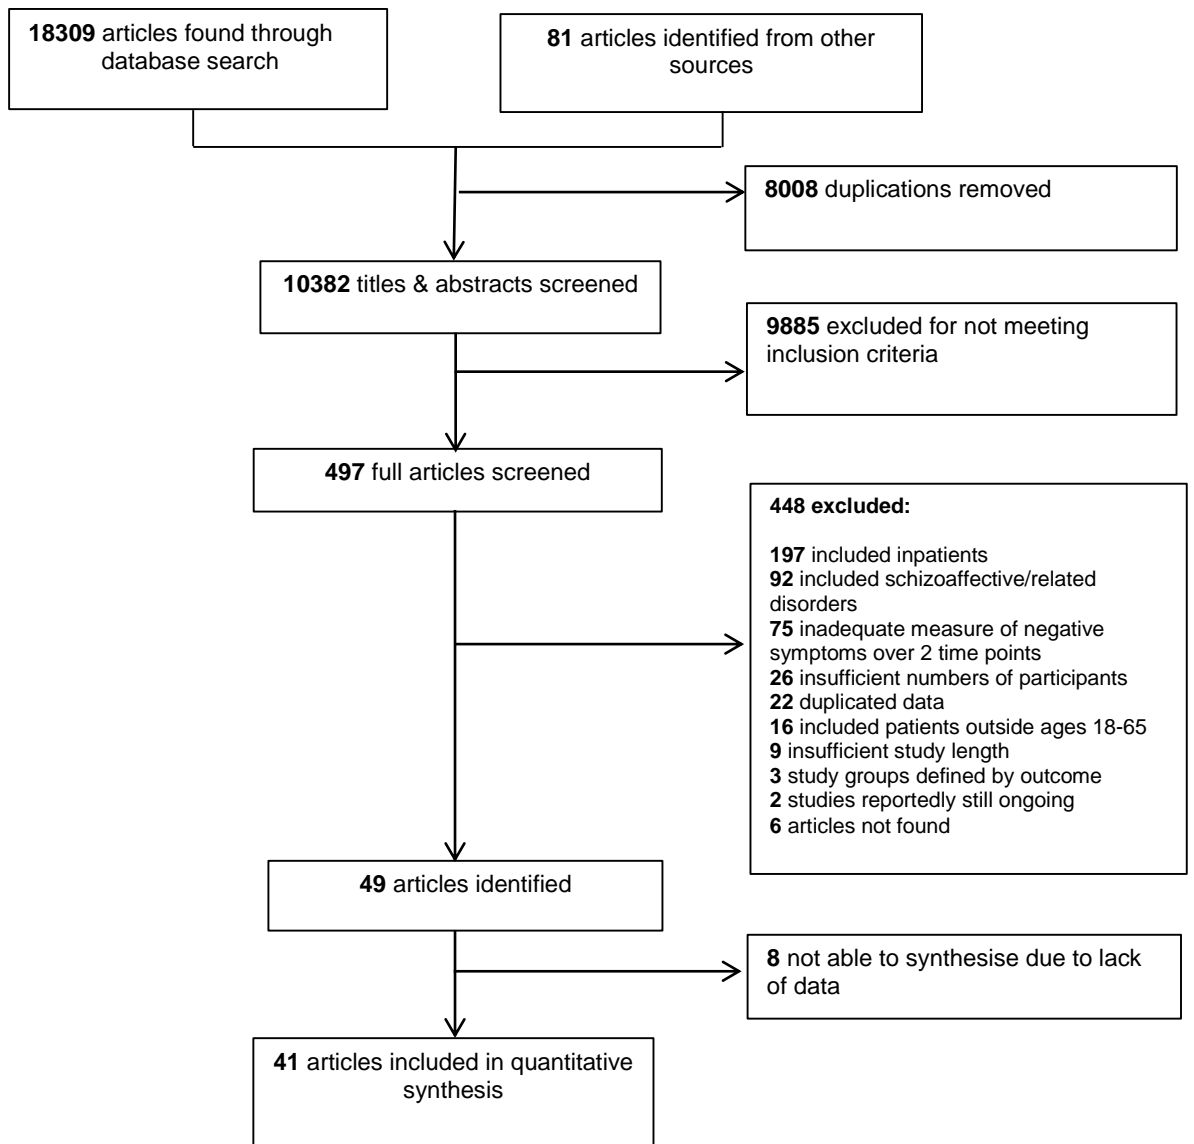 18309 articles found through
database search
81 articles identified from other
sources
8008 duplications removed
10382 titles & abstracts screened
9885 excluded for not meeting
inclusion criteria
497 full articles screened
448 excluded:
197 included inpatients
92 included schizoaffective/related
disorders
75 inadequate measure of negative
symptoms over 2 time points
26 insufficient numbers of participants
22 duplicated data
16 included patients outside ages 18-65
9 insufficient study length
3 study groups defined by outcome
2 studies reportedly still ongoing
6 articles not found
49 articles identified
8 not able to synthesise due to lack
of data
41 articles included in quantitative
synthesis